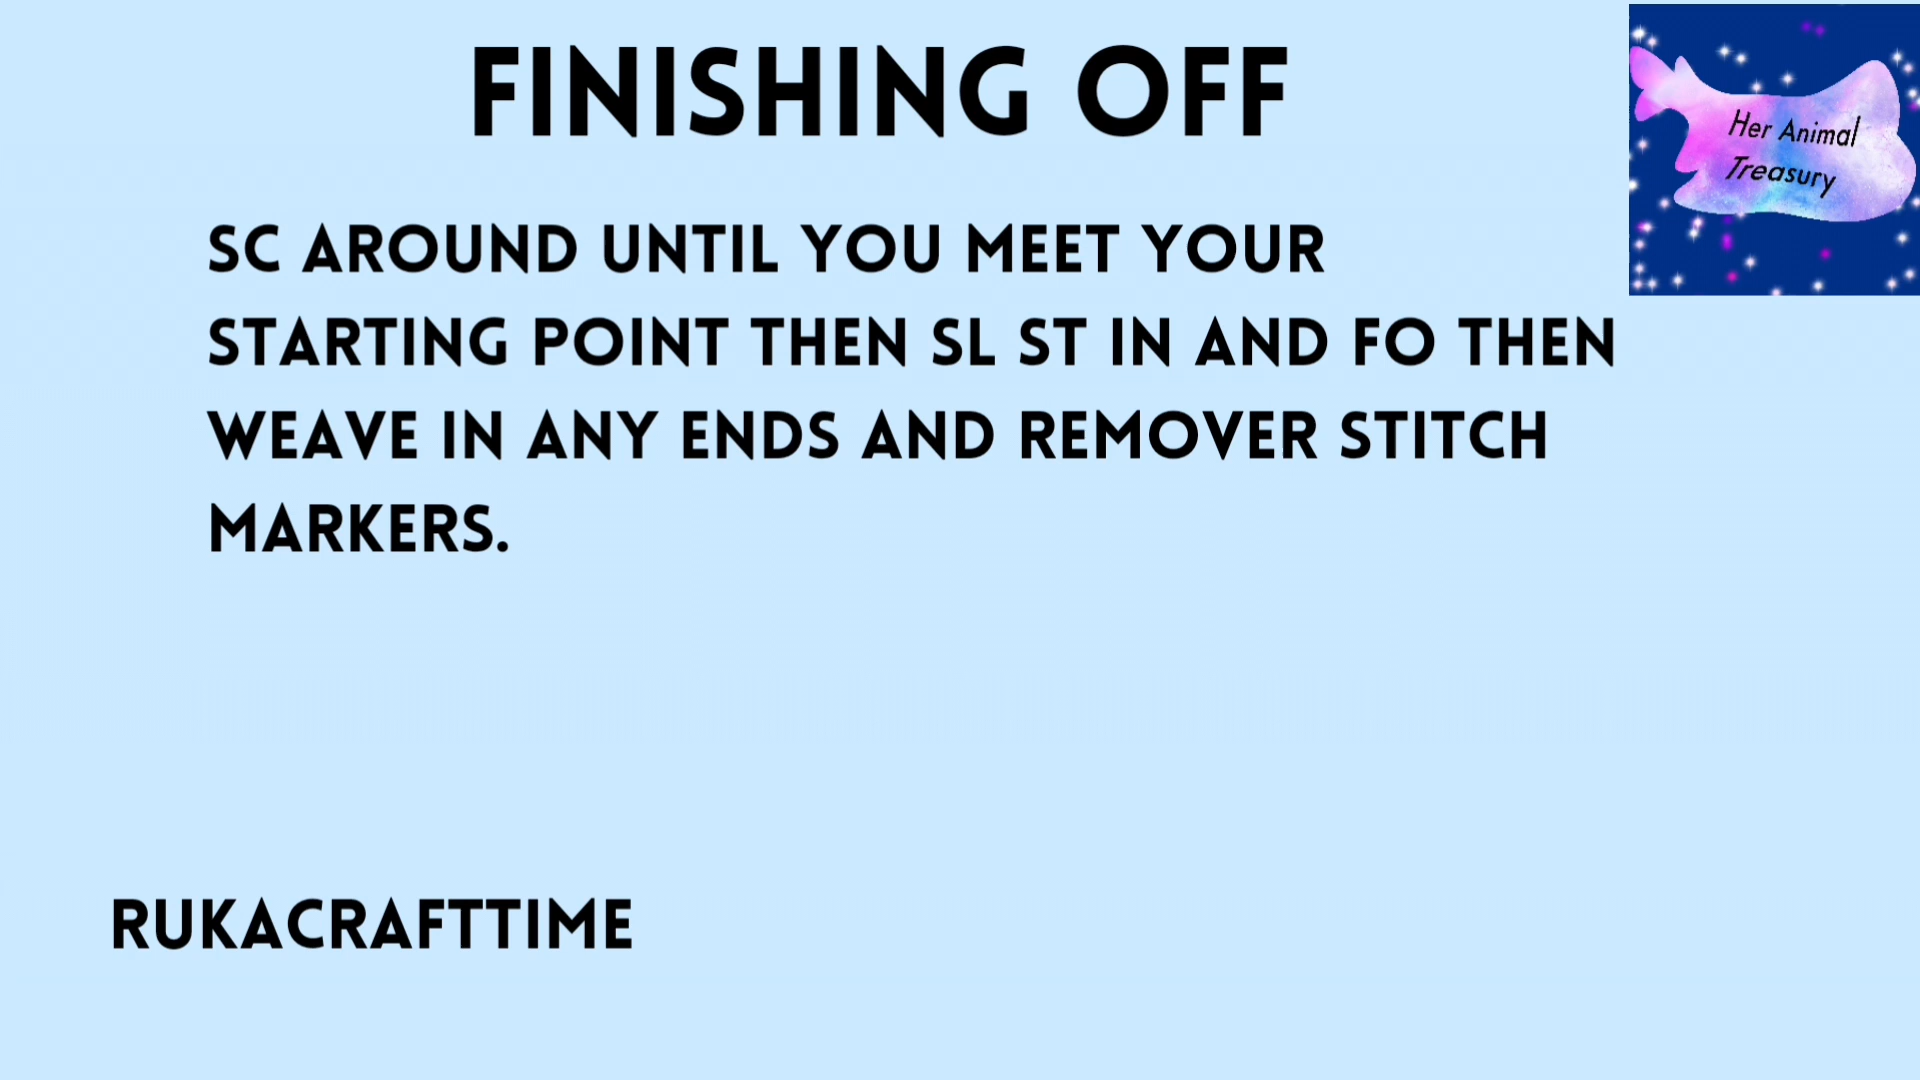 FINISHING OFF
Her Animal
Treasury
SC AROUND UNTIL YOU MEET YOUR
STARTING POINT THEN SL ST IN AND FO THEN
WEAVE IN ANY ENDS AND REMOVER STITCH
MARKERS.
RUKACRAFTTIME